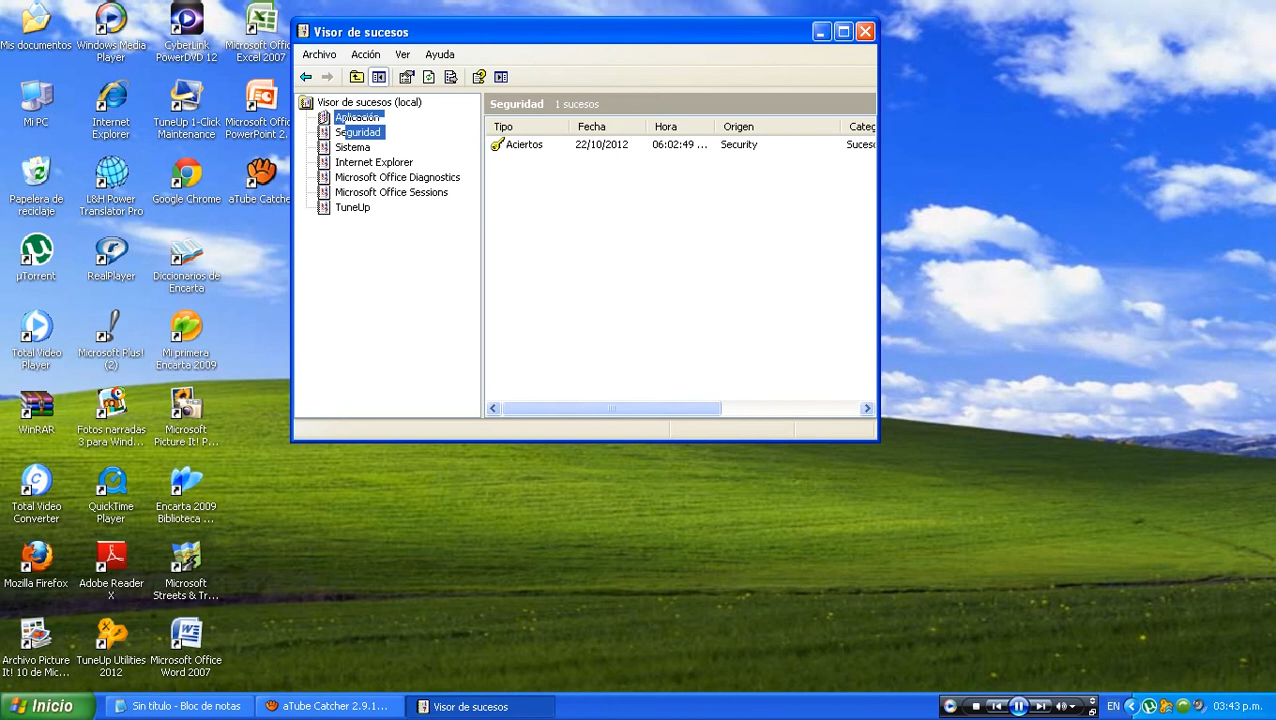 Mis documentos
Windows Media
Player
CyberLink
PowerDVD 12
Microsoft Office
Excel 2007
Mi PC
Internet
Explorer
TuneUp 1-Click
Maintenance
Microsoft Office
PowerPoint 2...
Papelera de
reciclaje
L&H Power
Translator Pro
Google Chrome
aTube Catcher
µTorrent
RealPlayer
Diccionarios de
Encarta
Total Video
Player
Microsoft Plus!
(2)
Mi primera
Encarta 2009
WinRAR
Fotos narradas
3 para Wind...
Microsoft
Picture It! P...
Total Video
Converter
QuickTime
Player
Encarta 2009
Biblioteca ...
Mozilla Firefox
Adobe Reader
X
Microsoft
Streets & Tr...
Archivo Picture
It! 10 de Mic...
TuneUp Utilities
2012
Microsoft Office
Word 2007
Visor de sucesos
Archivo Acción Ver Ayuda
Visor de sucesos (local)
Aplicación
Seguridad
Sistema
Internet Explorer
Microsoft Office Diagnostics
Microsoft Office Sessions
TuneUp
Seguridad 1 sucesos
Tipo Fecha Hora Origen Categ
Aciertos 22/10/2012 06:02:49 ... Security Suceso
Inicio
Sin título - Bloc de notas
aTube Catcher 2.9.1...
Visor de sucesos
EN
03:43 p.m.